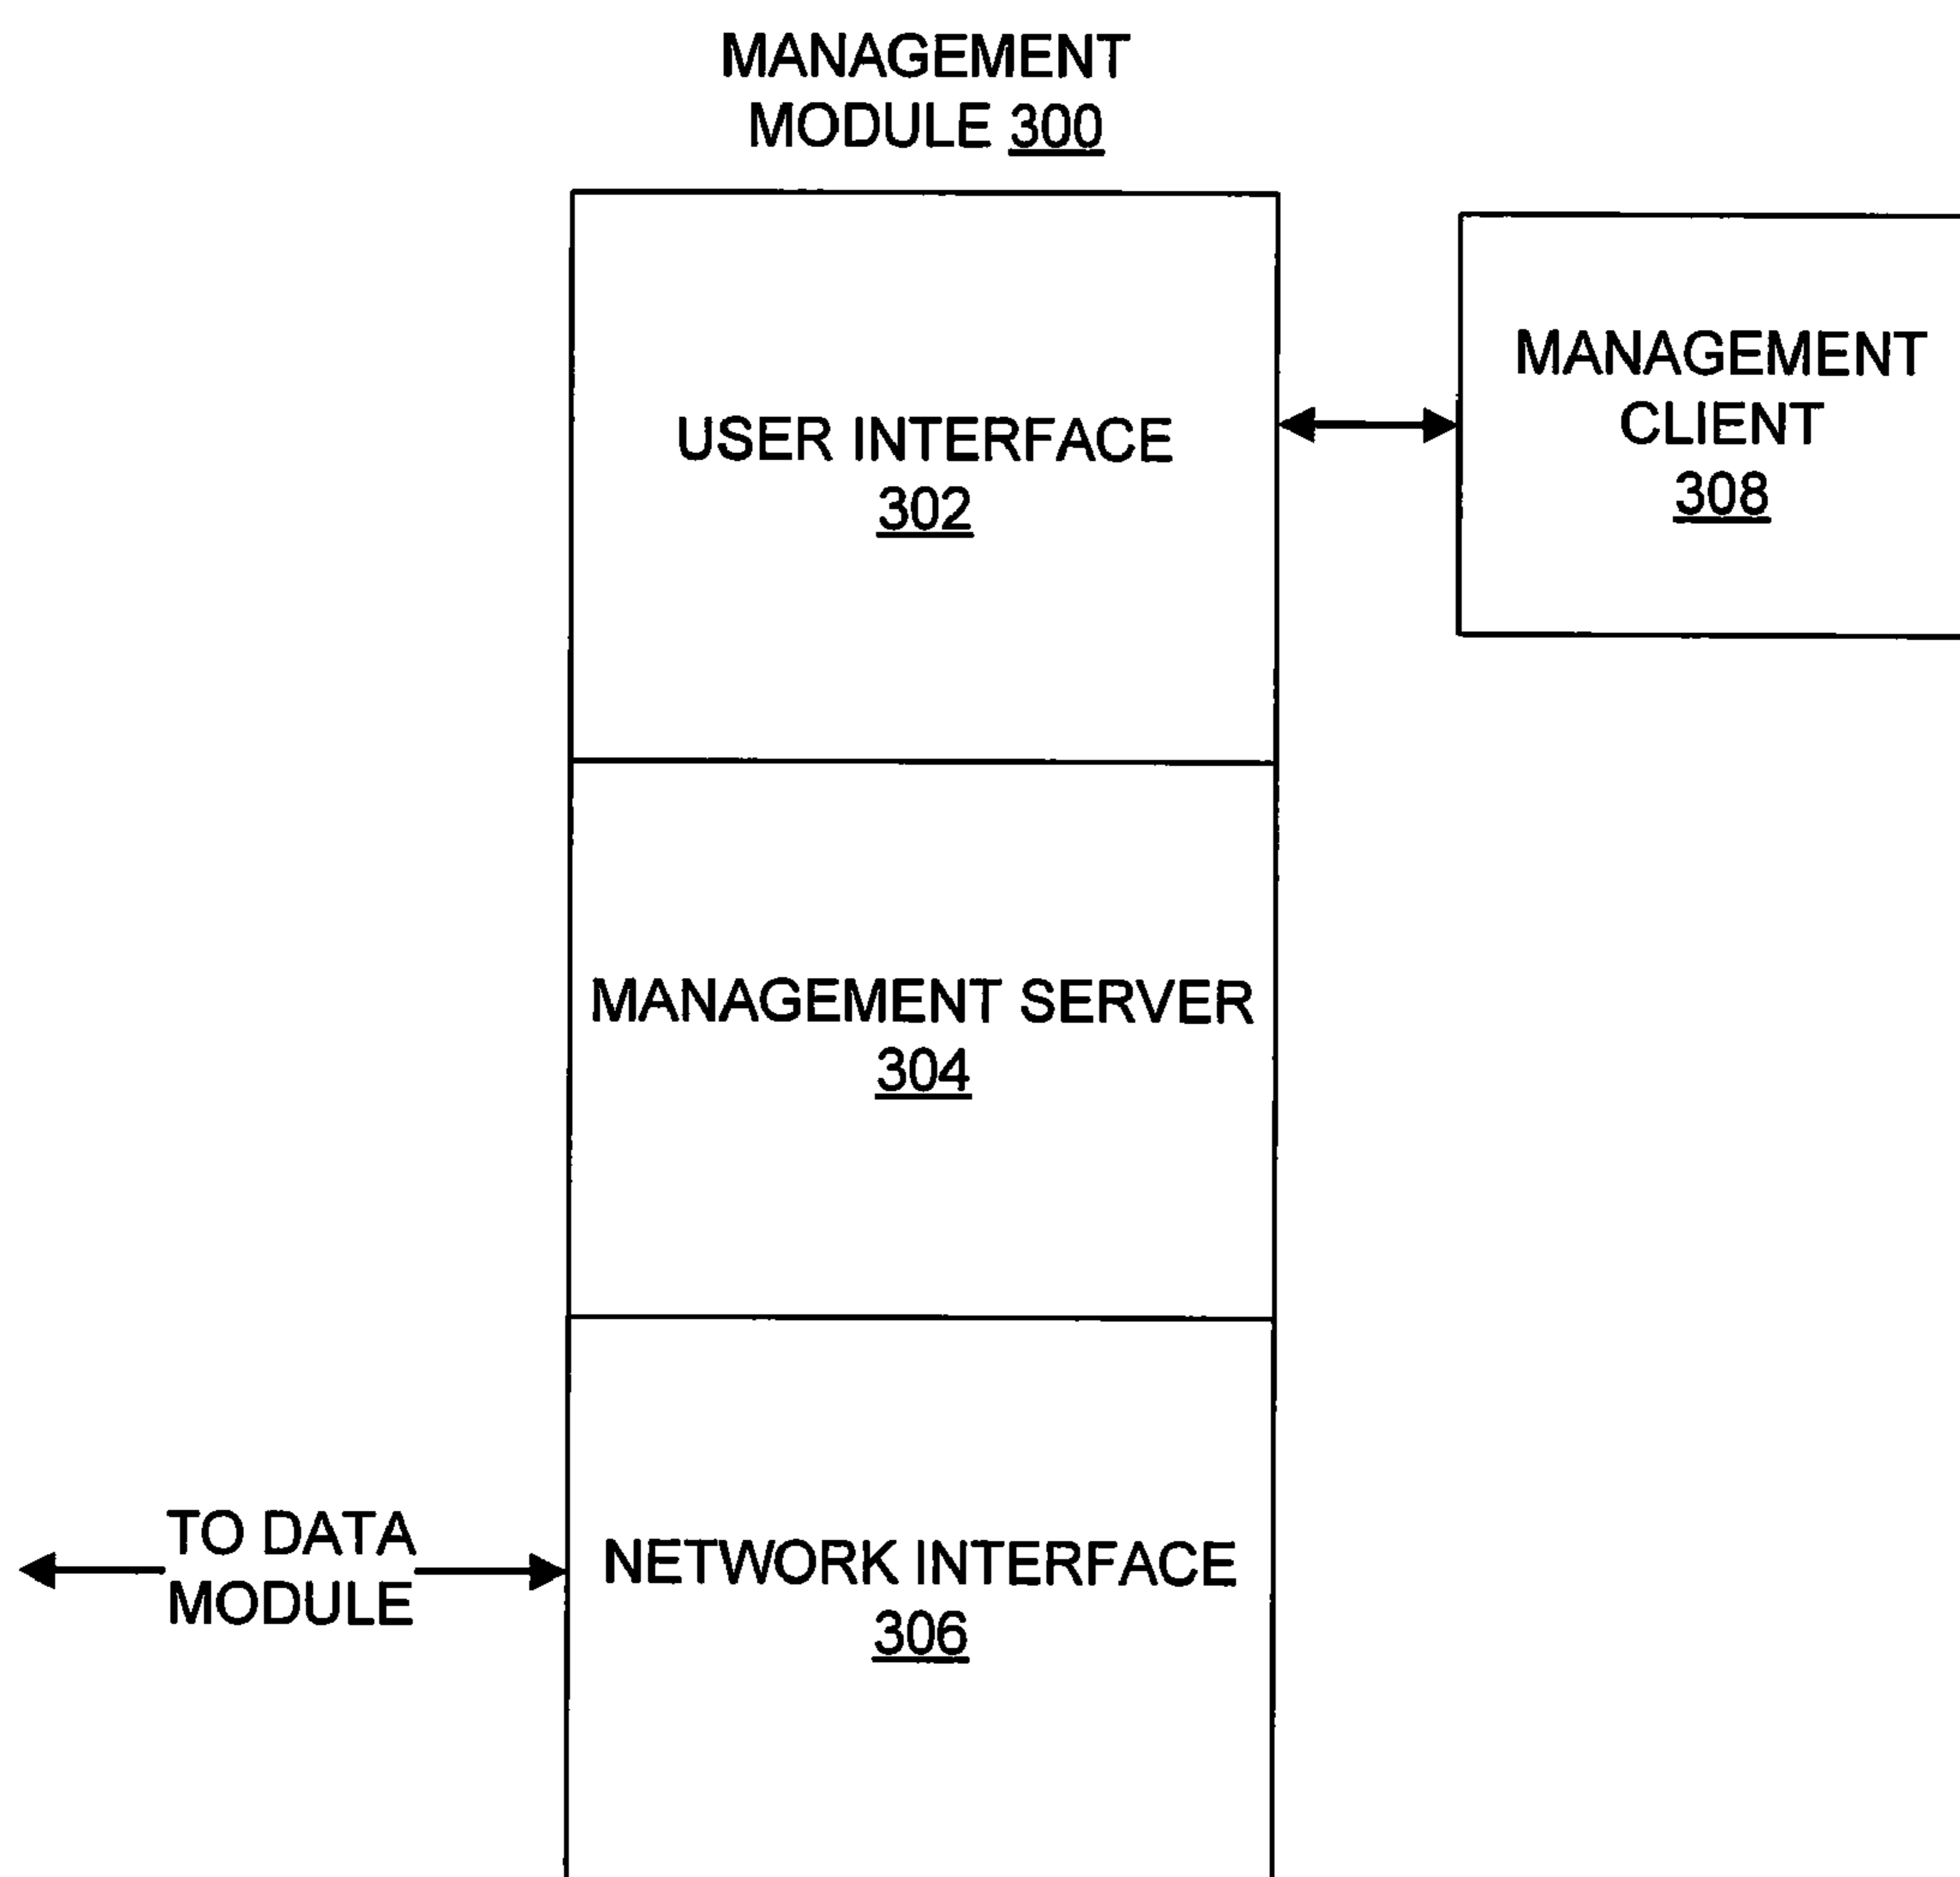 MANAGEMENT
MODULE 300
USER INTERFACE
302
MANAGEMENT
CLIENT
308
MANAGEMENT SERVER
304
TO DATA
MODULE
NETWORK INTERFACE
306